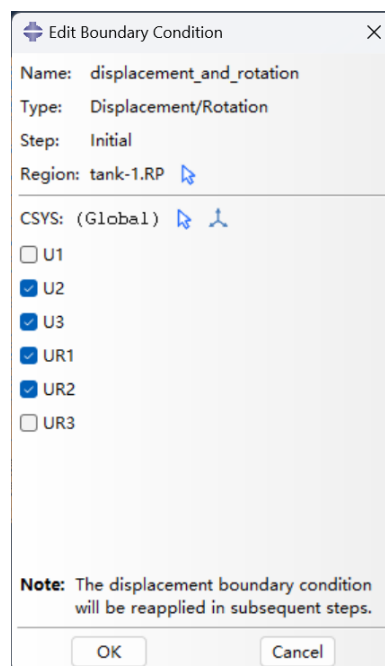 Edit Boundary Condition
Name: displacement_and_rotation
Type: Displacement/Rotation
Step: Initial
Region: tank-1.RP
CSYS: (Global)
U1
U2
U3
UR1
UR2
UR3
Note: The displacement boundary condition
will be reapplied in subsequent steps.
OK Cancel